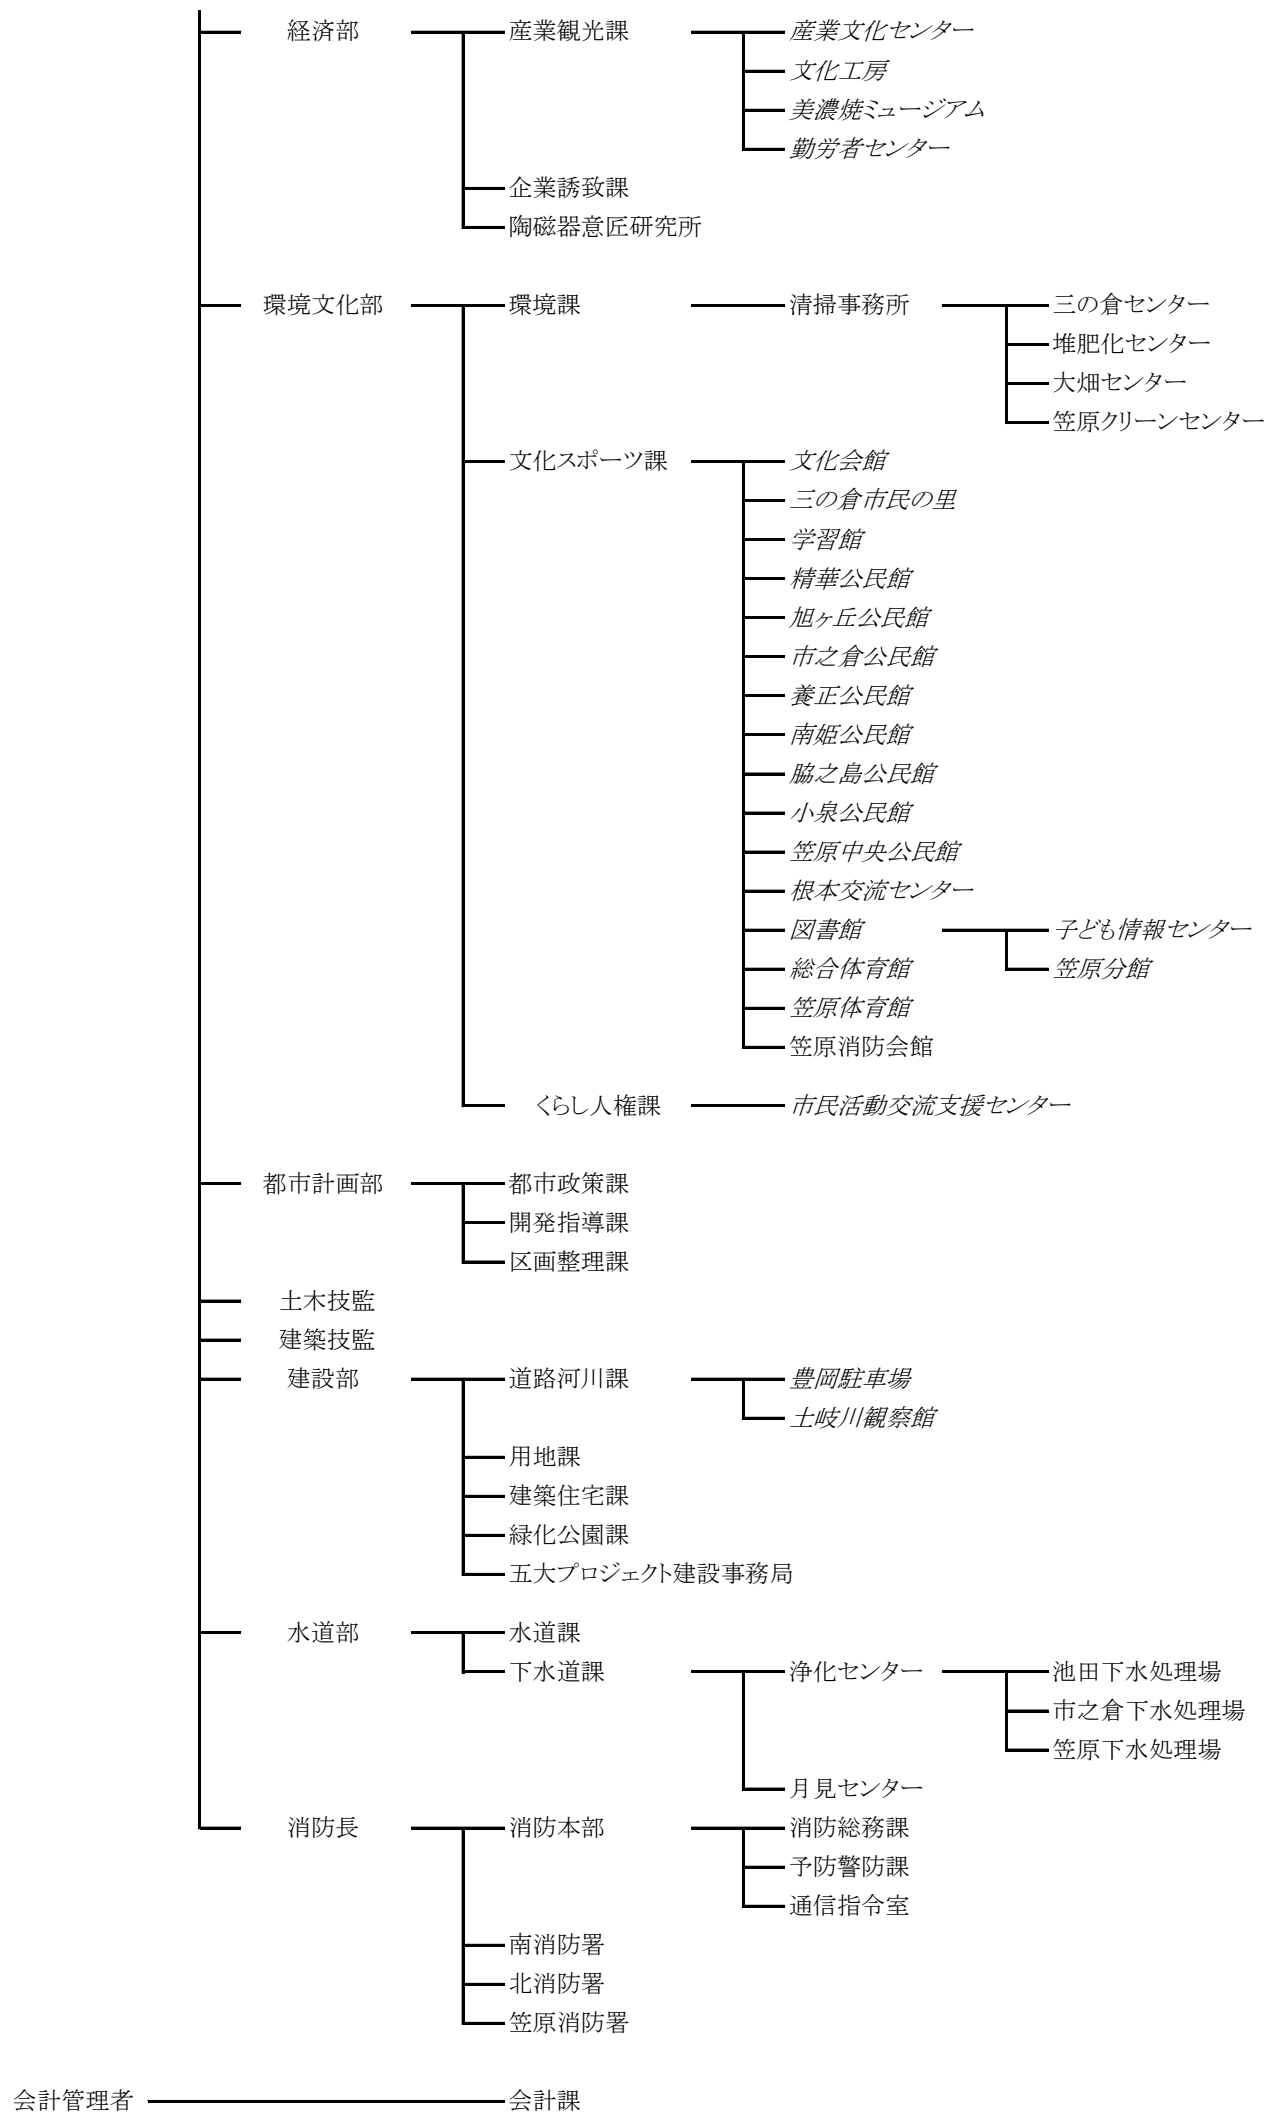 経済部 産業観光課 産業文化センター
文化工房
美濃焼ミュージアム
勤労者センター
企業誘致課
陶磁器意匠研究所
環境文化部 環境課 清掃事務所 三の倉センター
堆肥化センター
大畑センター
笠原クリーンセンター
文化スポーツ課 文化会館
三の倉市民の里
学習館
精華公民館
旭ヶ丘公民館
市之倉公民館
養正公民館
南姫公民館
脇之島公民館
小泉公民館
笠原中央公民館
根本交流センター
図書館 子ども情報センター
総合体育館 笠原分館
笠原体育館
笠原消防会館
くらし人権課 市民活動交流支援センター
都市計画部 都市政策課
開発指導課
区画整理課
土木技監
建築技監
建設部 道路河川課 豊岡駐車場
土岐川観察館
用地課
建築住宅課
緑化公園課
五大プロジェクト建設事務局
水道部 水道課
下水道課 浄化センター 池田下水処理場
市之倉下水処理場
笠原下水処理場
月見センター
消防長 消防本部 消防総務課
予防警防課
通信指令室
南消防署
北消防署
笠原消防署
会計管理者 会計課